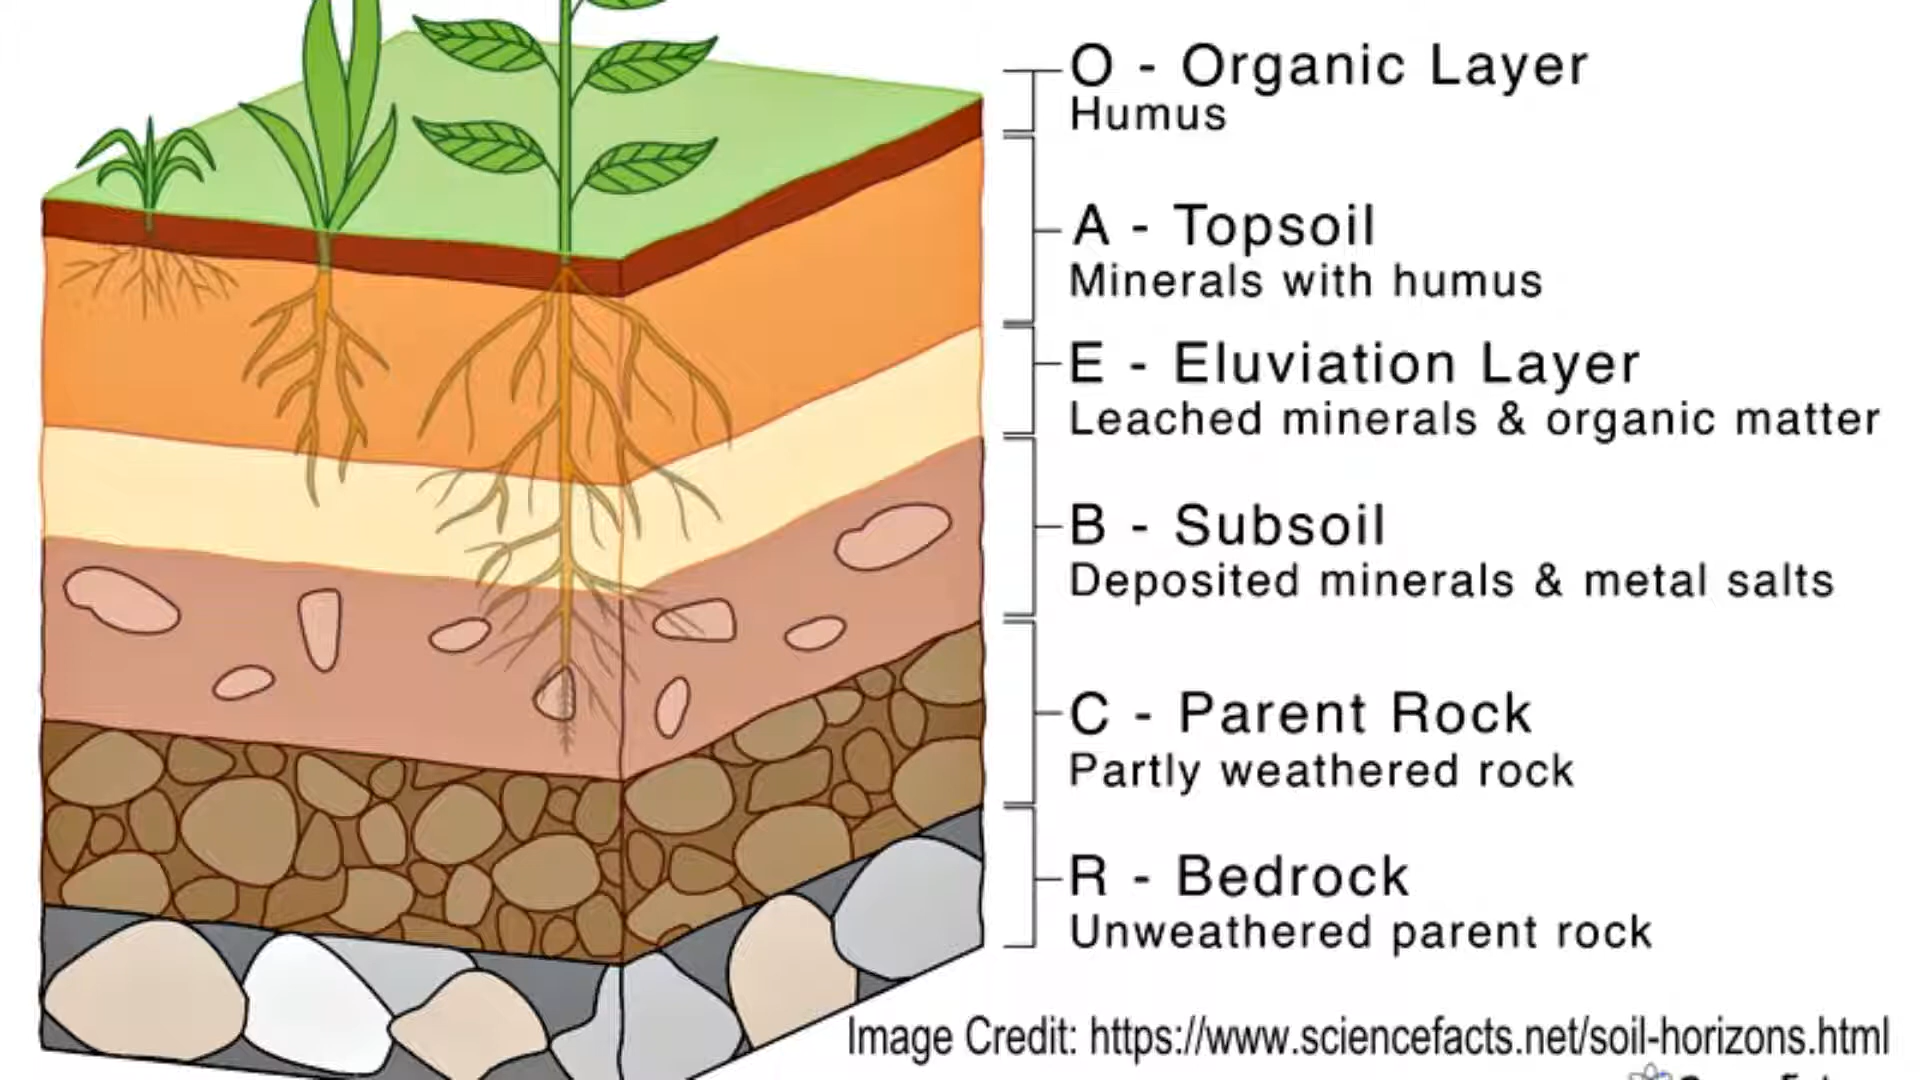 O - Organic Layer
Humus
A - Topsoil
Minerals with humus
E - Eluviation Layer
Leached minerals & organic matter
B - Subsoil
Deposited minerals & metal salts
C - Parent Rock
Partly weathered rock
R - Bedrock
Unweathered parent rock
Image Credit: https://www.sciencefacts.net/soil-horizons.html